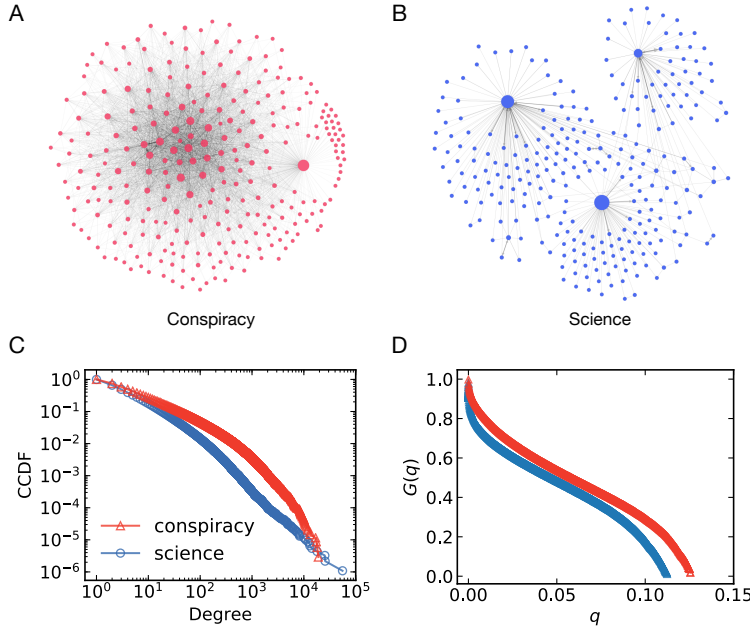 A
B
Conspiracy
Science
C
D
10^0
10^-1
10^-2
10^-3
10^-4
10^-5
10^-6
CCDF
conspiracy
science
10^0 10^1 10^2 10^3 10^4 10^5
Degree
1.0
0.8
0.6
0.4
0.2
0.0
G(q)
0.00 0.05 0.10 0.15
q